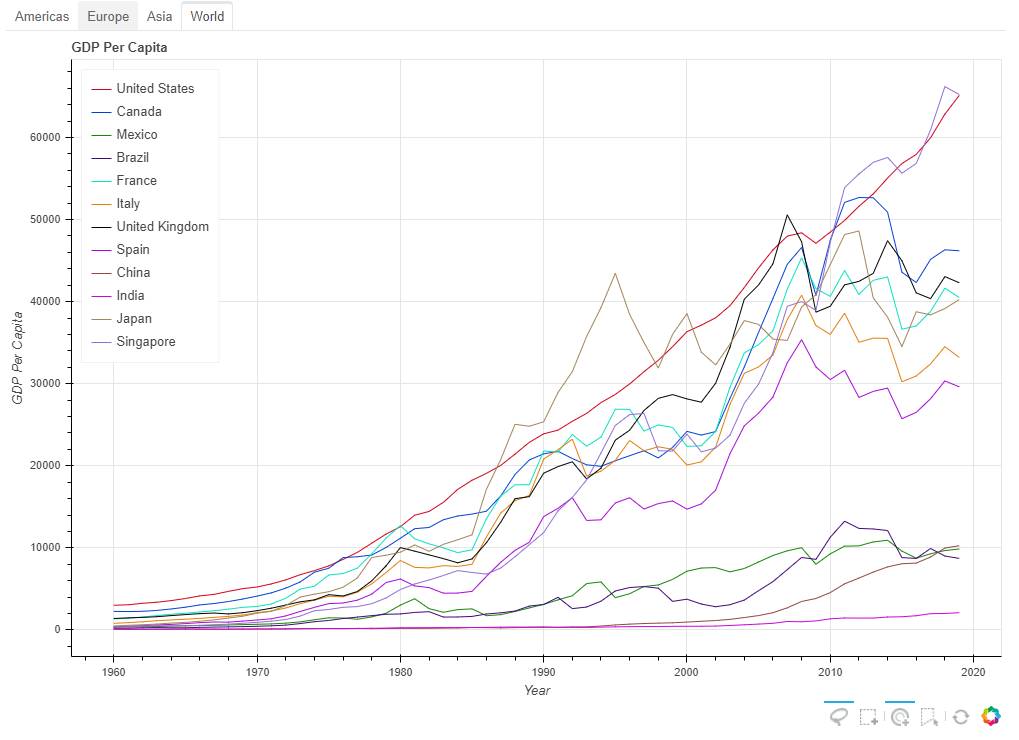 Americas Europe Asia World
GDP Per Capita
United States
Canada
Mexico
Brazil
France
Italy
United Kingdom
Spain
China
India
Japan
Singapore
60000
50000
40000
30000
20000
10000
0
GDP Per Capita
1960 1970 1980 1990 2000 2010 2020
Year